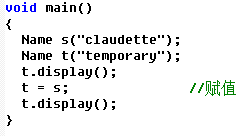 void main()
{
Name s("claudette");
Name t("temporary");
t.display();
t = s; //赋值
t.display();
}